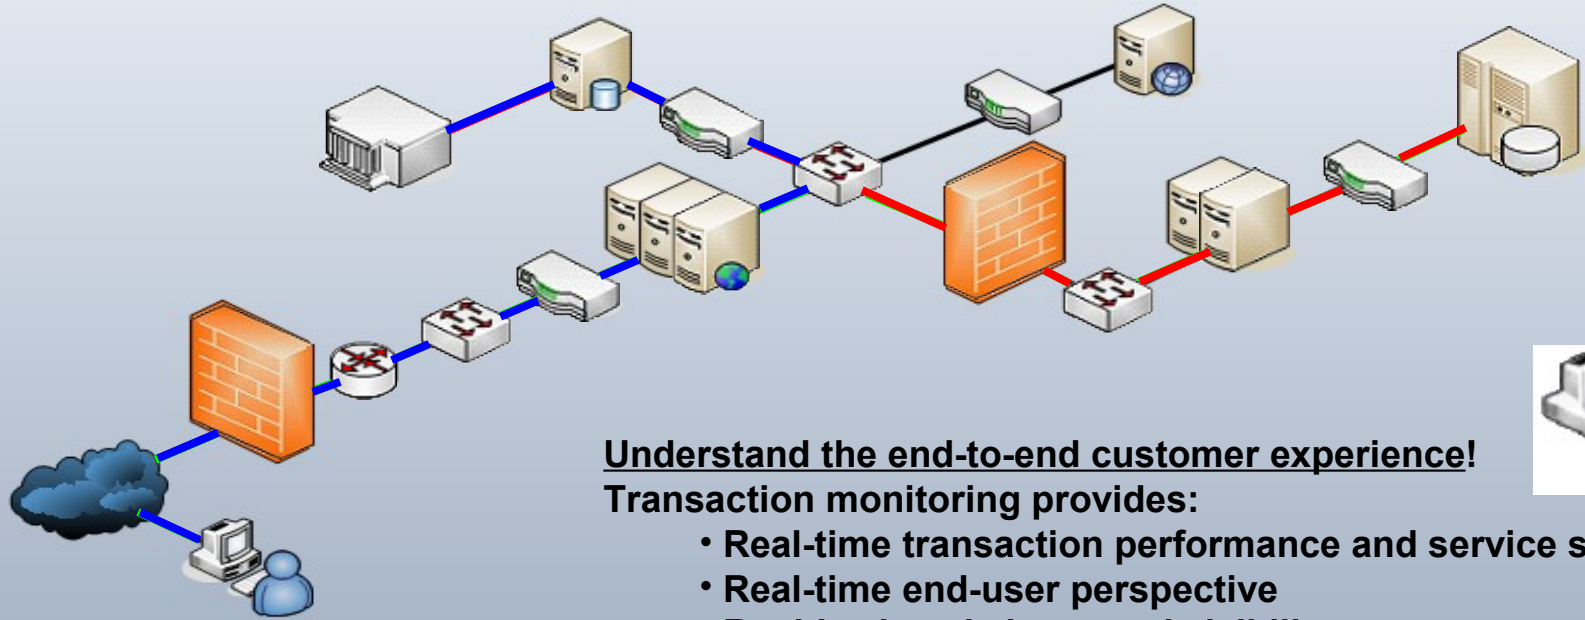 Understand the end-to-end customer experience!
Transaction monitoring provides:
• Real-time transaction performance and service
• Real-time end-user perspective